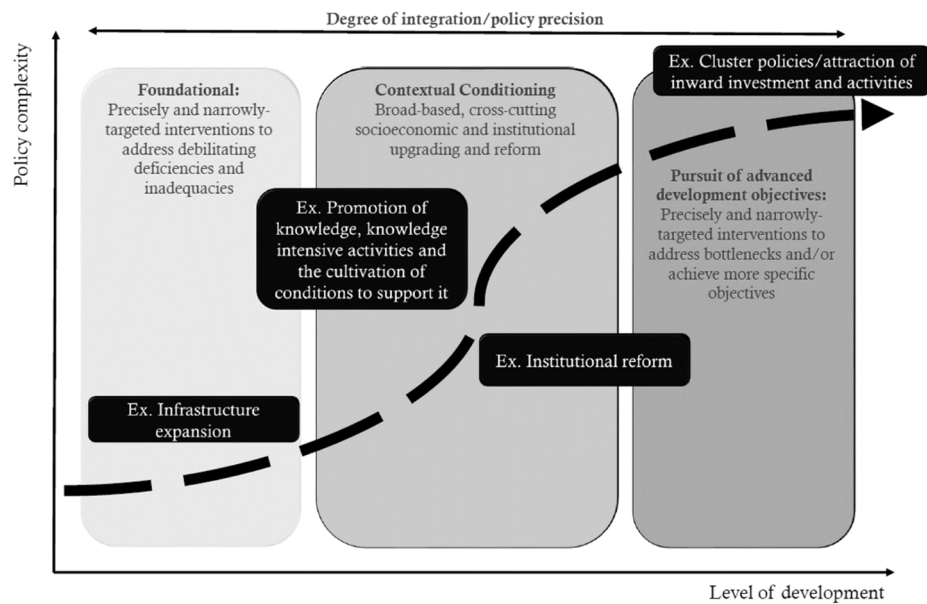 Degree of integration/policy precision
Policy complexity
Foundational:
Precisely and narrowly-
targeted interventions to
address debilitating
deficiencies and
inadequacies
Contextual Conditioning
Broad-based, cross-cutting
socioeconomic and institutional
upgrading and reform
Ex. Cluster policies/attraction of
inward investment and activities
Pursuit of advanced
development objectives:
Precisely and narrowly-
targeted interventions to
address bottlenecks and/or
achieve more specific
objectives
Ex. Promotion of
knowledge, knowledge
intensive activities and
the cultivation of
conditions to support it
Ex. Institutional reform
Ex. Infrastructure
expansion
Level of development